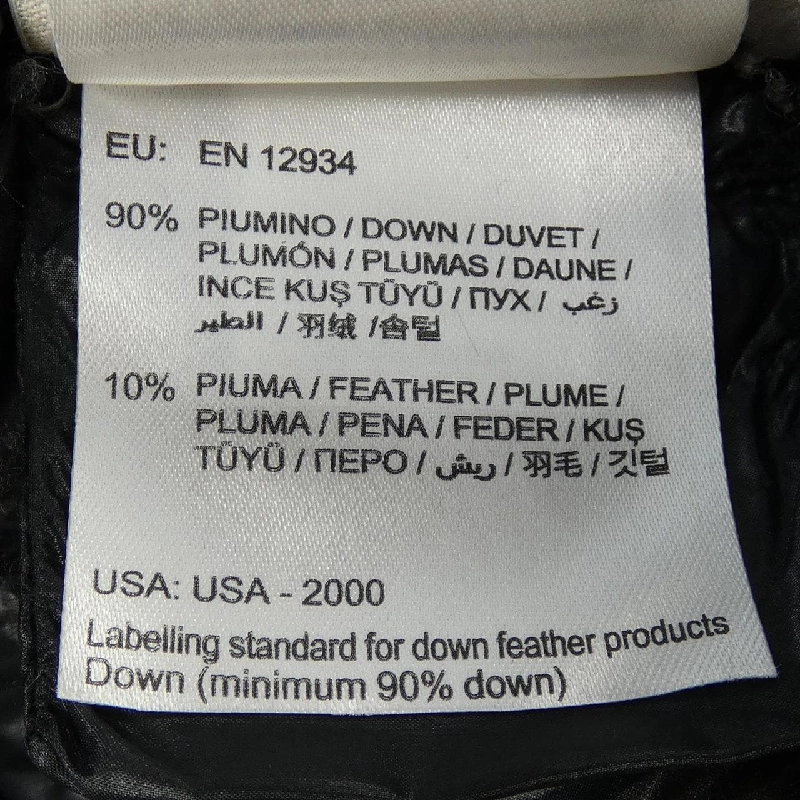 EU: EN 12934
90% PIUMINO / DOWN / DUVET /
PLUMÓN / PLUMAS / DAUNE /
INCE KUŞ TÜYÜ / ПУХ / زغب
الطير / 羽绒 /솜털
10% PIUMA / FEATHER / PLUME /
PLUMA / PENA / FEDER / KUŞ
TÜYÜ / ПЕРО / ريش / 羽毛 / 깃털
USA: USA - 2000
Labelling standard for down feather products
Down (minimum 90% down)